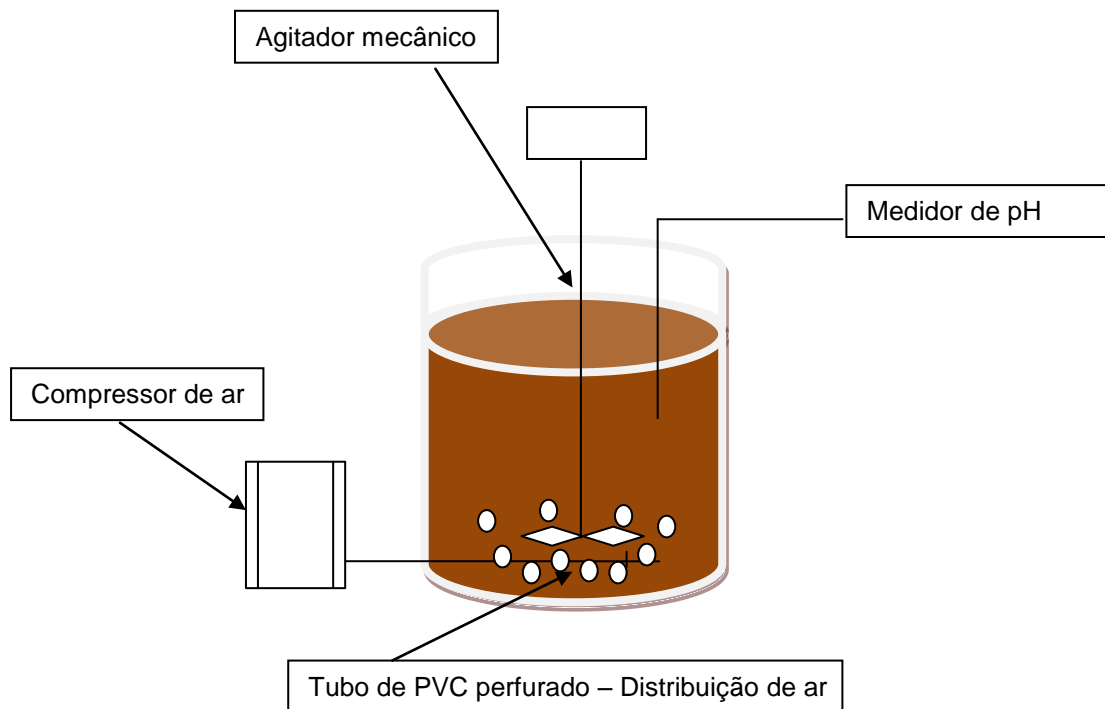 Agitador mecânico
Medidor de pH
Compressor de ar
Tubo de PVC perfurado – Distribuição de ar